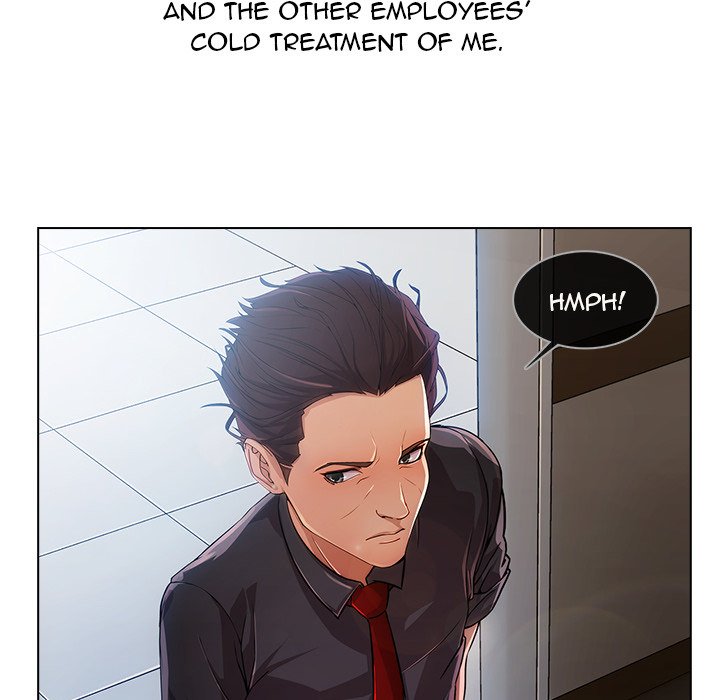 AND THE OTHER EMPLOYEES'
COLD TREATMENT OF ME.
HMPH!